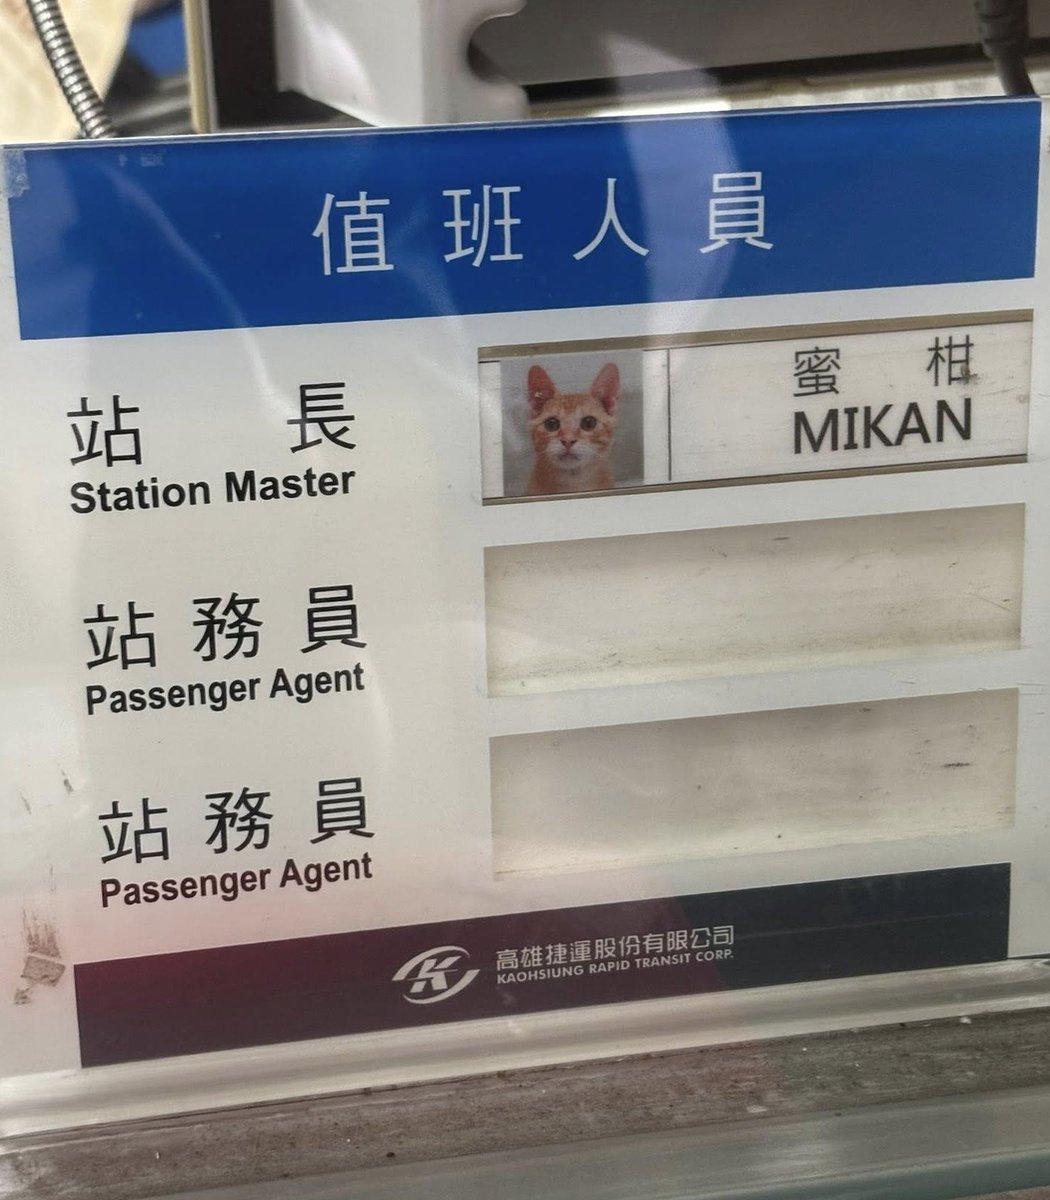 值班人員
站長
Station Master
蜜柑
MIKAN
站務員
Passenger Agent
站務員
Passenger Agent
高雄捷運股份有限公司
KAOHSIUNG RAPID TRANSIT CORP.